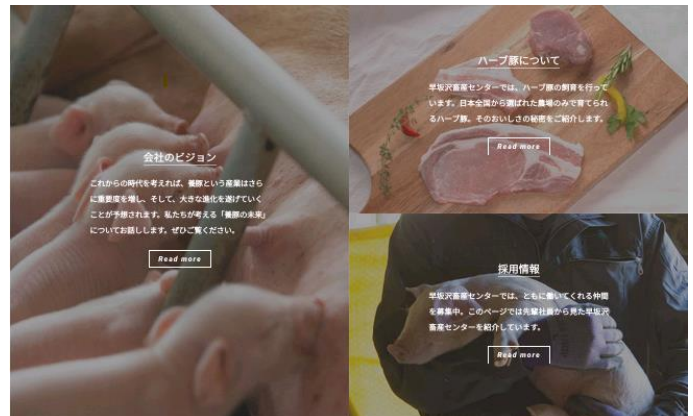 会社のビジョン
これからの時代を考えれば、養豚という産業はさら
に重要度を増し、そして、大きな進化を遂げていく
ことが予想されます。私たちが考える「養豚の未来」
についてお話しします。ぜひご覧ください。
Read more
ハーブ豚について
早坂沢畜産センターでは、ハーブ豚の飼育を行って
います。日本全国から選ばれた農場のみで育てられ
るハーブ豚。そのおいしさの秘密をご紹介します。
Read more
採用情報
早坂沢畜産センターでは、ともに働いてくれる仲間
を募集中。このページでは先輩社員から見た早坂沢
畜産センターを紹介しています。
Read more